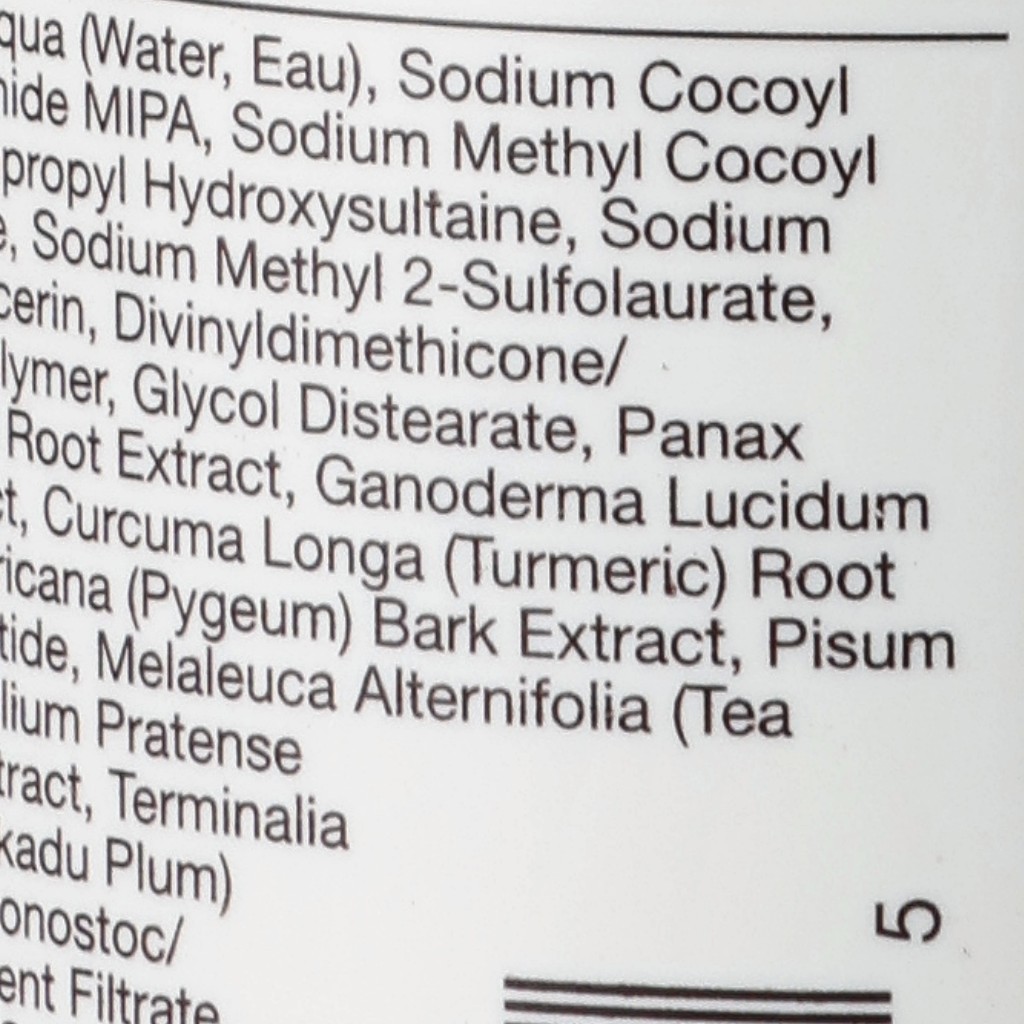 qua (Water, Eau), Sodium Cocoyl
nide MIPA, Sodium Methyl Cocoyl
propyl Hydroxysultaine, Sodium
e, Sodium Methyl 2-Sulfolaurate,
cerin, Divinyldimethicone/
lymer, Glycol Distearate, Panax
Root Extract, Ganoderma Lucidum
ct, Curcuma Longa (Turmeric) Root
ricana (Pygeum) Bark Extract, Pisum
tide, Melaleuca Alternifolia (Tea
lium Pratense
tract, Terminalia
kadu Plum)
onostoc/
ent Filtrate
5